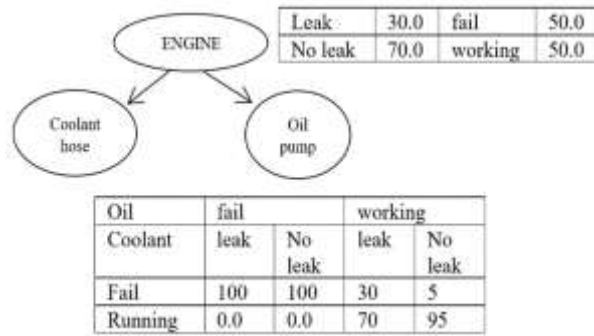 ENGINE
Leak 30.0 fail 50.0
No leak 70.0 working 50.0
Coolant
hose
Oil
pump
Oil fail working
Coolant leak No leak leak No leak
Fail 100 100 30 5
Running 0.0 0.0 70 95